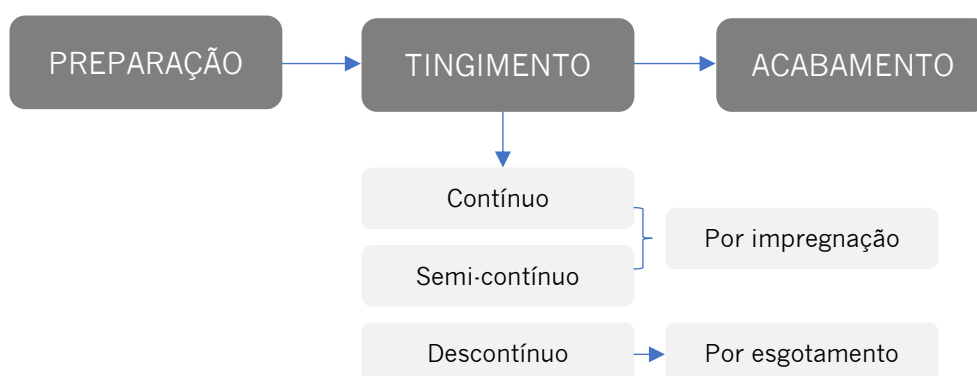 PREPARAÇÃO
TINGIMENTO
ACABAMENTO
Contínuo
Semi-contínuo
Por impregnação
Descontínuo
Por esgotamento